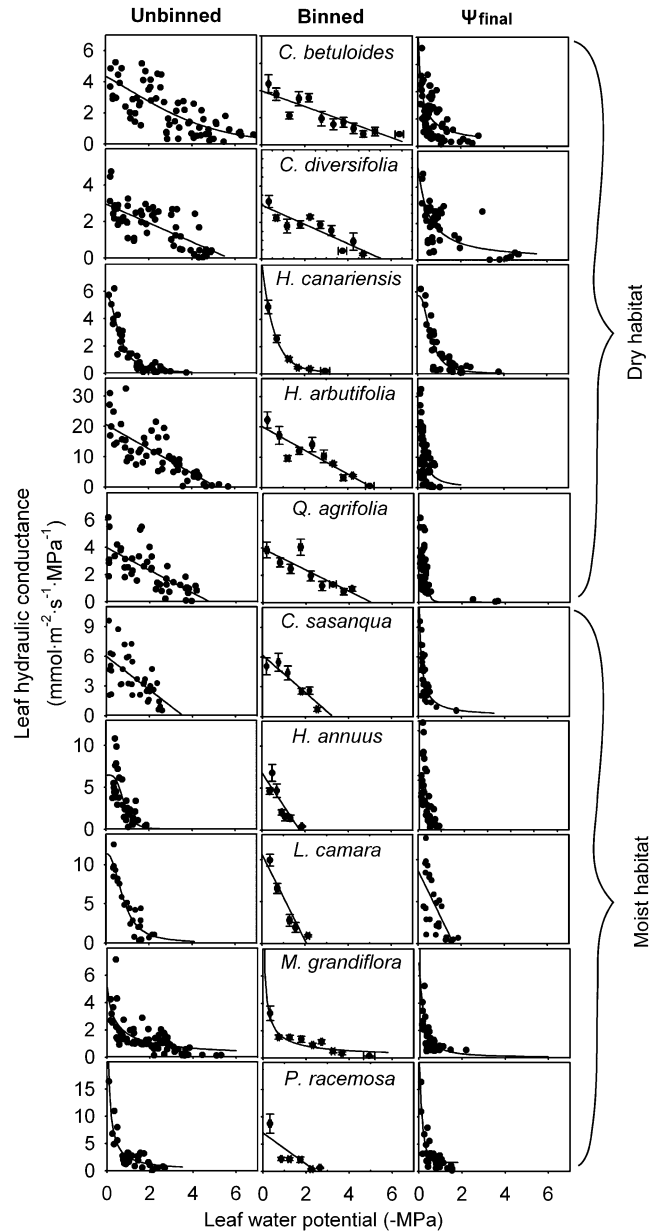 Unbinned Binned Ψfinal
6 4 2 0 C. betuloides
4 2 0 C. diversifolia
6 4 2 0 H. canariensis
30 20 10 0 H. arbutifolia
6 4 2 0 Q. agrifolia
9 6 3 0 C. sasanqua
10 5 0 H. annuus
10 5 0 L. camara
6 4 2 0 M. grandiflora
15 10 5 0 P. racemosa
0 2 4 6 0 2 4 6 0 2 4 6
Leaf water potential (-MPa)
Leaf hydraulic conductance
(mmol·m⁻²·s⁻¹·MPa⁻¹)
Dry habitat
Moist habitat